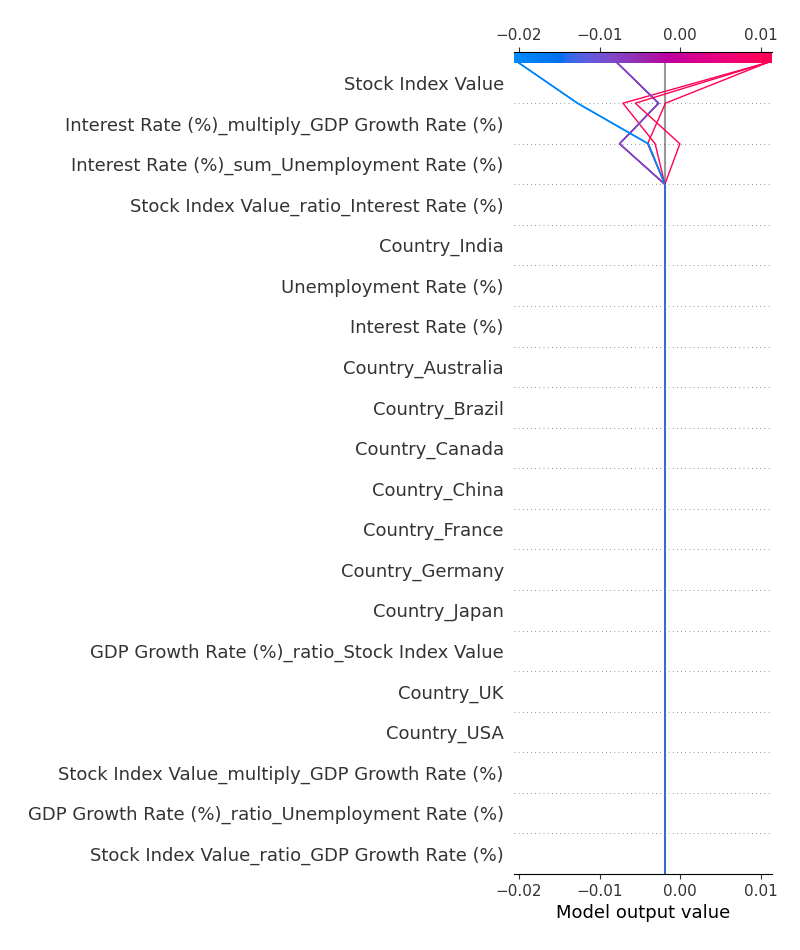 −0.02 −0.01 0.00 0.01
Stock Index Value
Interest Rate (%)_multiply_GDP Growth Rate (%)
Interest Rate (%)_sum_Unemployment Rate (%)
Stock Index Value_ratio_Interest Rate (%)
Country_India
Unemployment Rate (%)
Interest Rate (%)
Country_Australia
Country_Brazil
Country_Canada
Country_China
Country_France
Country_Germany
Country_Japan
GDP Growth Rate (%)_ratio_Stock Index Value
Country_UK
Country_USA
Stock Index Value_multiply_GDP Growth Rate (%)
GDP Growth Rate (%)_ratio_Unemployment Rate (%)
Stock Index Value_ratio_GDP Growth Rate (%)
−0.02 −0.01 0.00 0.01
Model output value